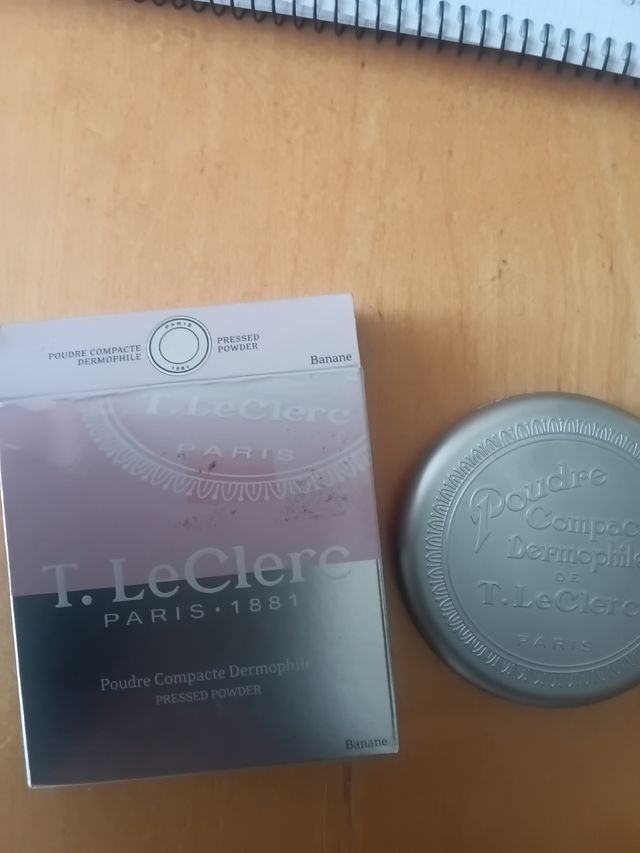 POUDRE COMPACTE
DERMOPHILE
PARIS
1881
PRESSED
POWDER
Banane
T. LeClerc
PARIS
T. LeClerc
PARIS · 1881
Poudre Compacte Dermophile
PRESSED POWDER
Banane
Poudre
Compac
Dermophile
DE
T. LeClerc
PARIS